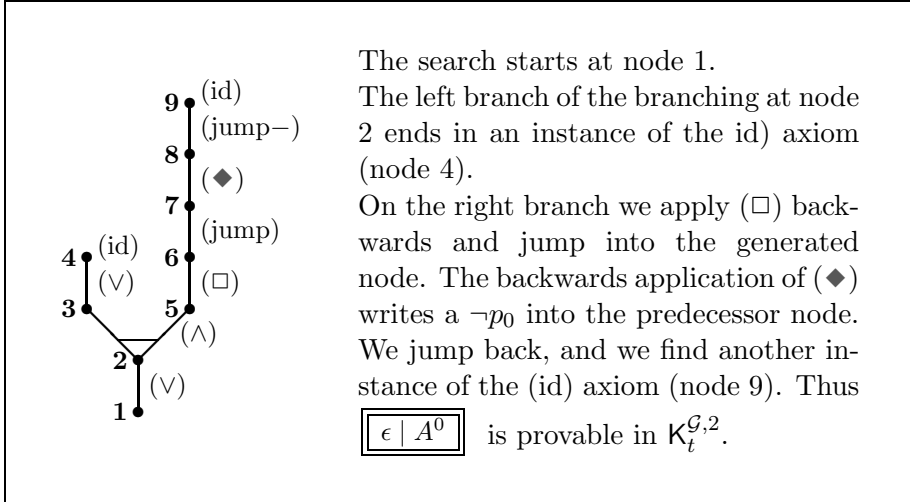 The search starts at node 1.
The left branch of the branching at node
2 ends in an instance of the id) axiom
(node 4).
On the right branch we apply (□) back-
wards and jump into the generated
node. The backwards application of (◆)
writes a ¬p₀ into the predecessor node.
We jump back, and we find another in-
stance of the (id) axiom (node 9). Thus
ϵ | A⁰ is provable in K_t^{𝒢,2}.
9 (id)
(jump−)
8
(◆)
7
(jump)
4 (id)
6
(∨)
(□)
3
5
(∧)
2
(∨)
1